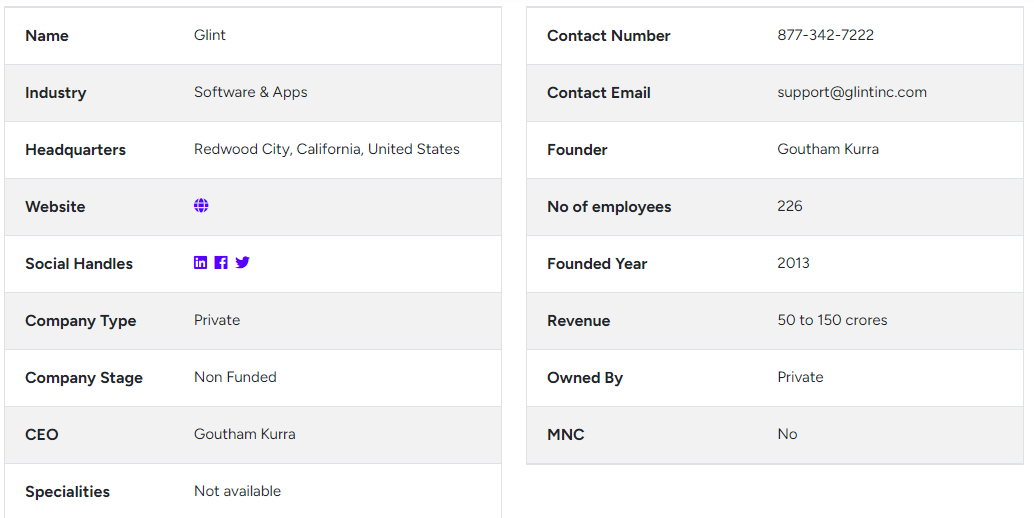 Name Glint
Industry Software & Apps
Headquarters Redwood City, California, United States
Website
Social Handles
Company Type Private
Company Stage Non Funded
CEO Goutham Kurra
Specialities Not available
Contact Number 877-342-7222
Contact Email support@glintinc.com
Founder Goutham Kurra
No of employees 226
Founded Year 2013
Revenue 50 to 150 crores
Owned By Private
MNC No